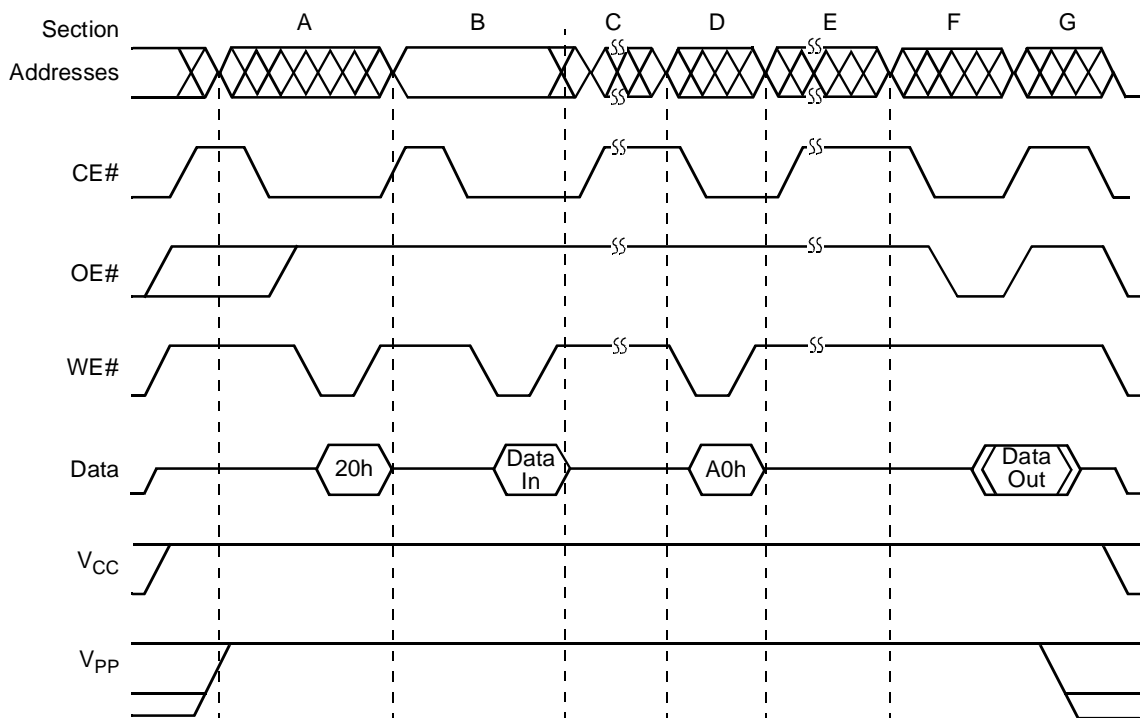 Section A B C D E F G
Addresses
CE#
OE#
WE#
Data 20h Data In A0h Data Out
VCC
VPP